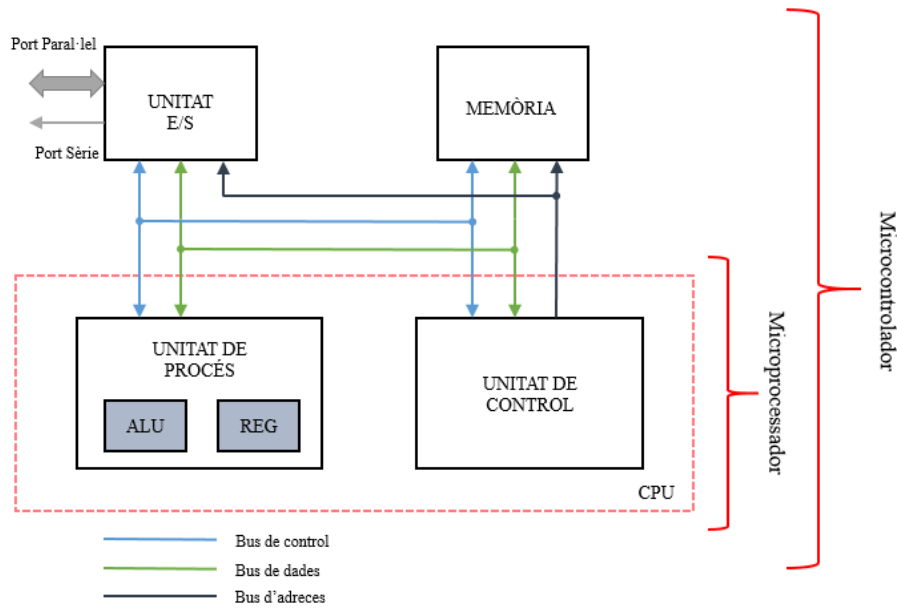 Port Paral·lel
UNITAT
E/S
Port Sèrie
MEMÒRIA
UNITAT DE
PROCÉS
ALU
REG
UNITAT DE
CONTROL
CPU
Microprocessador
Microcontrolador
Bus de control
Bus de dades
Bus d’adreces